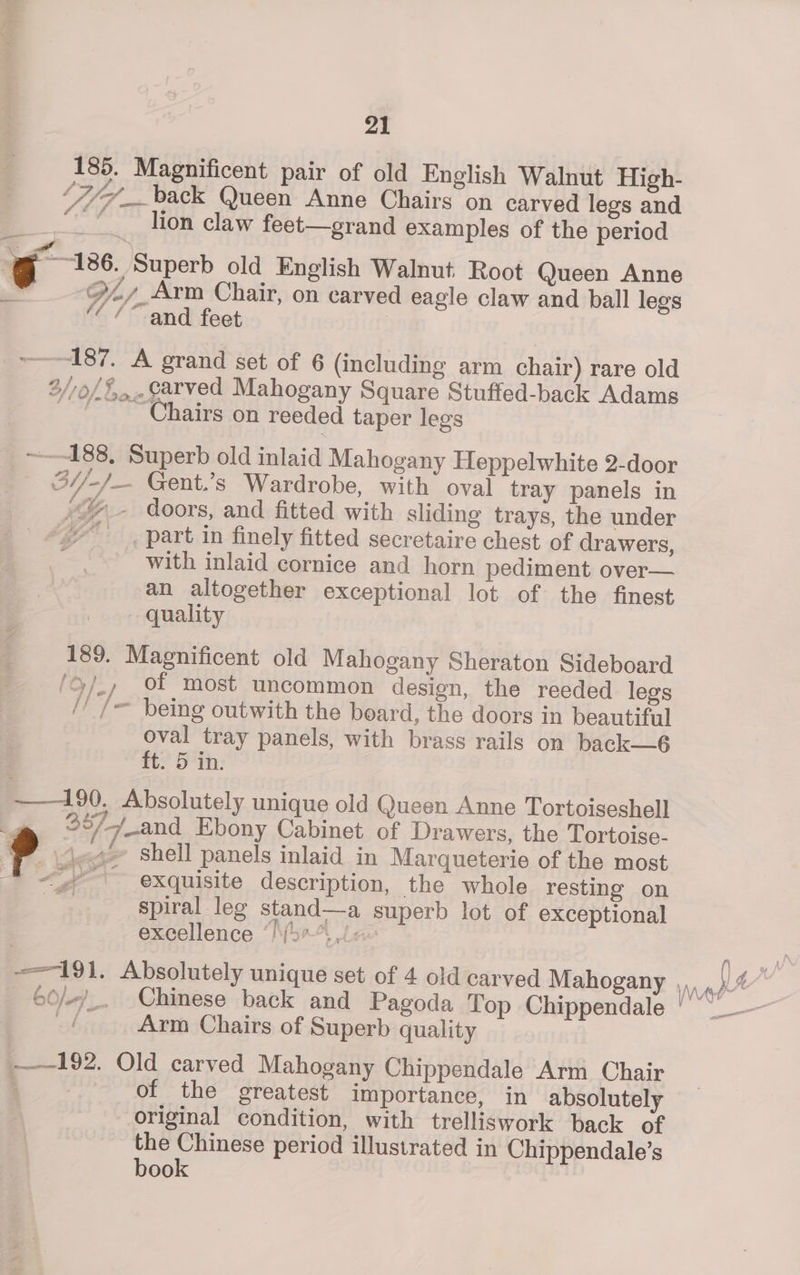 21
185. Magnificent pair of old English Walnut High-
back Queen Anne Chairs on carved legs and
lion claw feet—grand examples of the period
186. Superb old English Walnut Root Queen Anne
Arm Chair, on carved eagle claw and ball legs
and feet
187. A grand set of 6 (including arm chair) rare old
carved Mahogany Square Stuffed-back Adams
Chairs on reeded taper legs
188. Superb old inlaid Mahogany Heppelwhite 2-door
Gent.'s Wardrobe, with oval tray panels in
doors, and fitted with sliding trays, the under
part in finely fitted secretaire chest of drawers,
with inlaid cornice and horn pediment over—
an altogether exceptional lot of the finest
quality
189. Magnificent old Mahogany Sheraton Sideboard
of most uncommon design, the reeded legs
being outwith the board, the doors in beautiful
oval tray panels, with brass rails on back—6
ft. 5 in.
190. Absolutely unique old Queen Anne Tortoiseshell
and Ebony Cabinet of Drawers, the Tortoise-
shell panels inlaid in Marqueterie of the most
exquisite description, the whole resting on
spiral leg stand—a superb lot of exceptional
excellence
191. Absolutely unique set of 4 old carved Mahogany
60/-/- Chinese back and Pagoda Top Chippendale
Arm Chairs of Superb quality
192. Old carved Mahogany Chippendale Arm Chair
of the greatest importance, in absolutely
original condition, with trelliswork back of
the Chinese period illustrated in Chippendale's
book